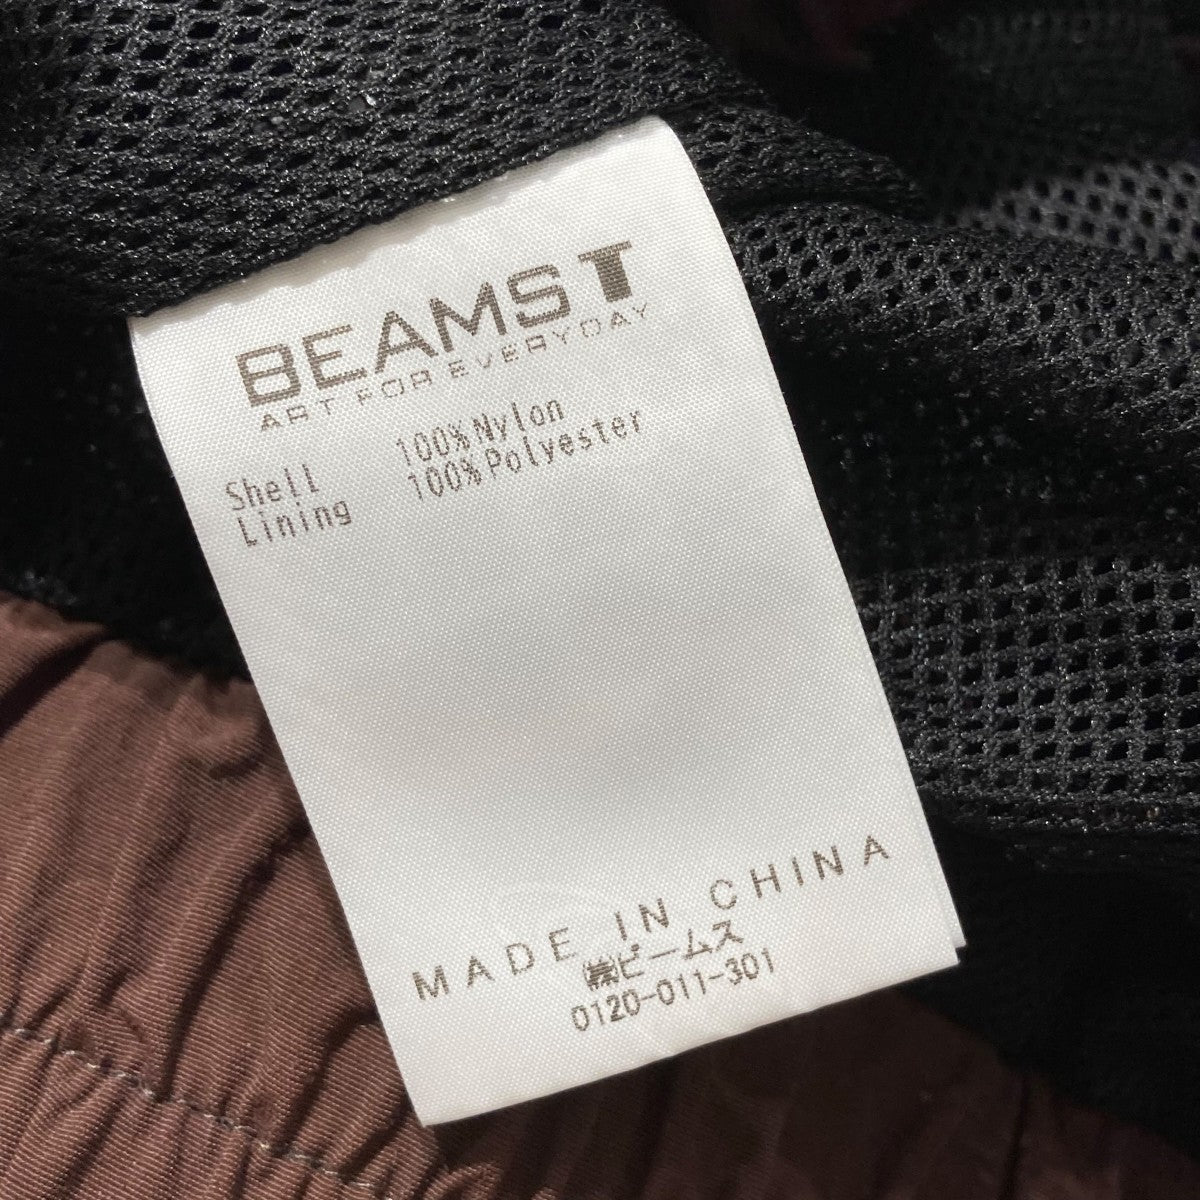 BEAMS T
ART FOR EVERYDAY
Shell 100% Nylon
Lining 100% Polyester
MADE IN CHINA
㈱ビームス
0120-011-301